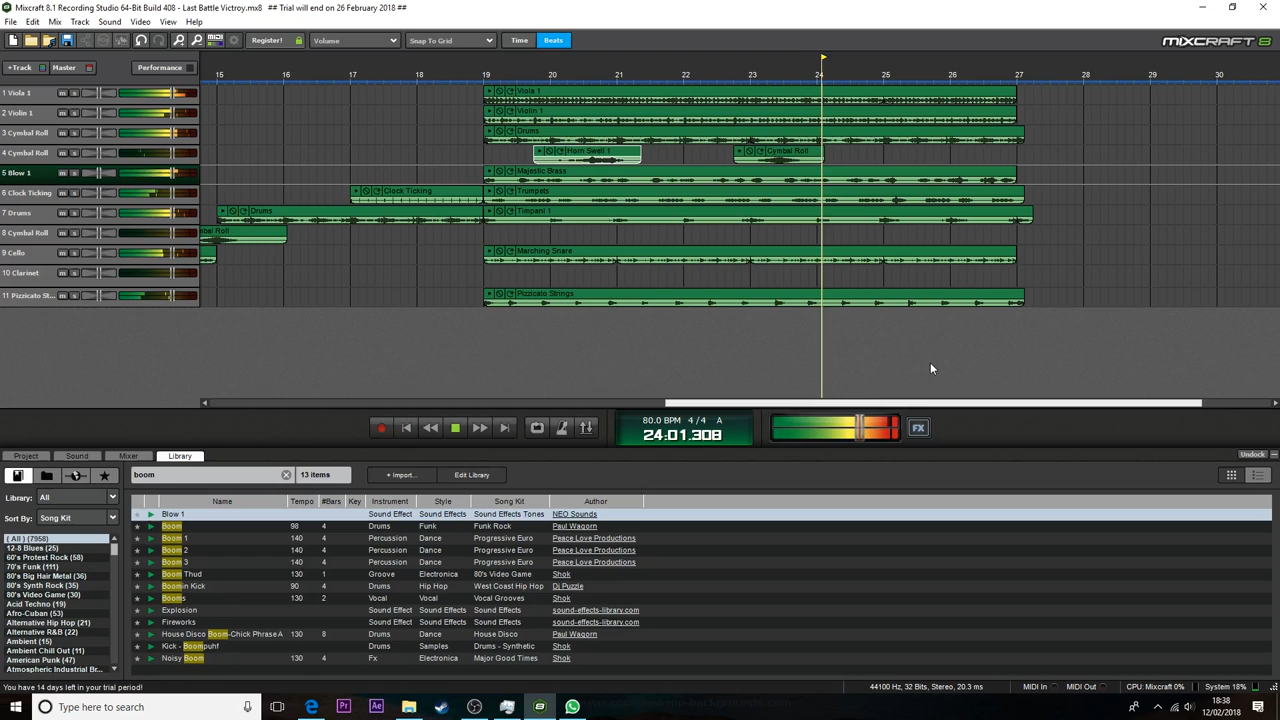 Mixcraft 8.1 Recording Studio 64-Bit Build 408 - Last Battle Victroy.mx8 ## Trial will end on 26 February 2018 ##
File Edit Mix Track Sound Video View Help
Register! Volume Snap To Grid Time Beats MIXCRAFT 8
+Track Master Performance 15 16 17 18 19 20 21 22 23 24 25 26 27 28 29 30
1 Viola 1 m s Viola 1
2 Violin 1 m s Violin 1
3 Cymbal Roll m s Drums
4 Cymbal Roll m s Horn Swell 1 Cymbal Roll
5 Blow 1 m s Majestic Brass
6 Clock Ticking m s Clock Ticking Trumpets
7 Drums m s Drums Timpani 1
8 Cymbal Roll m s mbal Roll
9 Cello m s Marching Snare
10 Clarinet m s
11 Pizzicato St... m s Pizzicato Strings
80.0 BPM 4 / 4 A
24:01.308
FX
Project Sound Mixer Library Undock
boom 13 items + Import... Edit Library
Library: All
Sort By: Song Kit
Name Tempo #Bars Key Instrument Style Song Kit Author
Blow 1 Sound Effect Sound Effects Sound Effects Tones NEO Sounds
Boom 98 4 Drums Funk Funk Rock Paul Wagorn
Boom 1 140 4 Percussion Dance Progressive Euro Peace Love Productions
Boom 2 140 4 Percussion Dance Progressive Euro Peace Love Productions
Boom 3 140 4 Percussion Dance Progressive Euro Peace Love Productions
Boom Thud 130 1 Groove Electronica 80's Video Game Shok
Boomin Kick 90 4 Drums Hip Hop West Coast Hip Hop Dj Puzzle
Booms 130 2 Vocal Vocal Vocal Grooves Shok
Explosion Sound Effect Sound Effects Sound Effects sound-effects-library.com
Fireworks Sound Effect Sound Effects Sound Effects sound-effects-library.com
House Disco Boom-Chick Phrase A 130 8 Drums Dance House Disco Paul Wagorn
Kick - Boompuhf Drums Samples Drums - Synthetic Shok
Noisy Boom 130 4 Fx Electronica Major Good Times Shok
( All ) (7958)
12-8 Blues (25)
60's Protest Rock (58)
70's Funk (111)
80's Big Hair Metal (36)
80's Synth Rock (35)
80's Video Game (30)
Acid Techno (19)
Afro-Cuban (53)
Alternative Hip Hop (21)
Alternative R&B (22)
Ambient (15)
Ambient Chill Out (11)
American Punk (47)
Atmospheric Industrial Br...
You have 14 days left in your trial period! 44100 Hz, 32 Bits, Stereo, 20.3 ms MIDI In MIDI Out CPU: Mixcraft 0% System 18%
Type here to search Pr Ae 18:38
12/02/2018